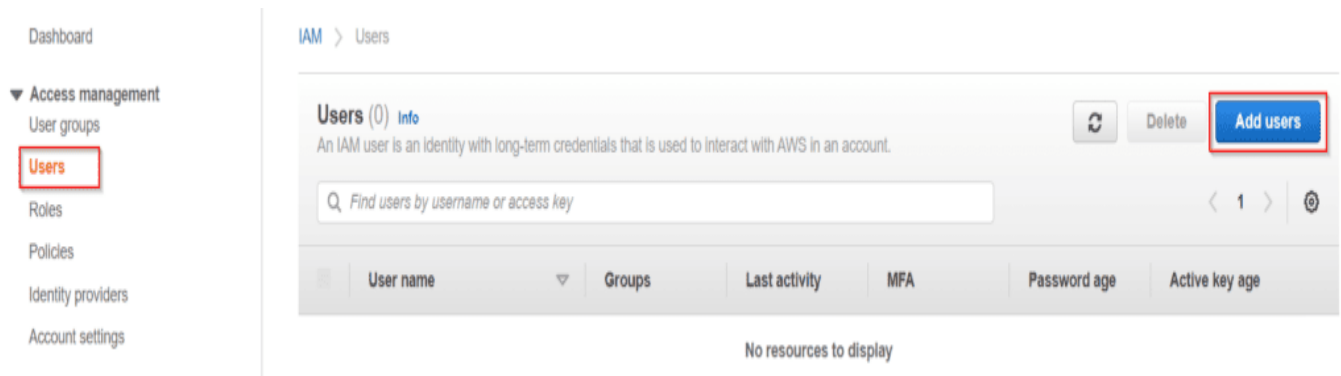 Dashboard
Access management
User groups
Users
Roles
Policies
Identity providers
Account settings
IAM > Users
Users (0) Info
An IAM user is an identity with long-term credentials that is used to interact with AWS in an account.
Delete
Add users
Find users by username or access key
< 1 >
User name Groups Last activity MFA Password age Active key age
No resources to display